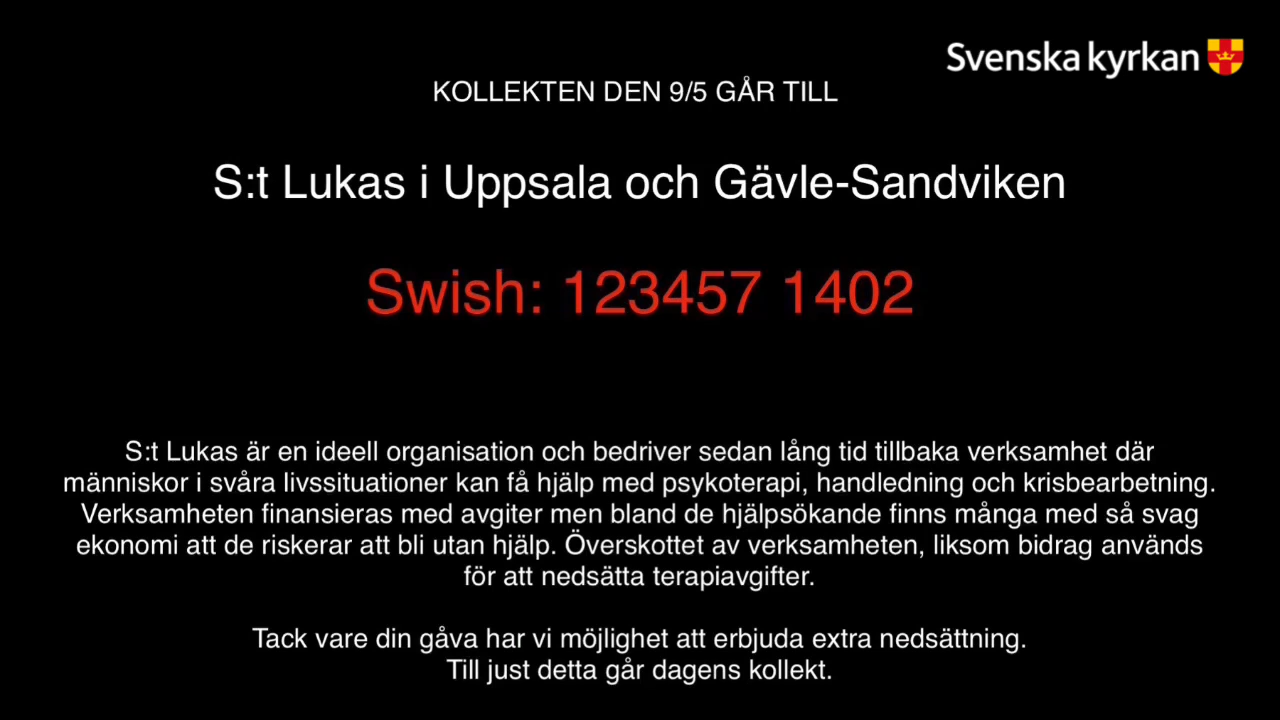 Svenska kyrkan
KOLLEKTEN DEN 9/5 GÅR TILL
S:t Lukas i Uppsala och Gävle-Sandviken
Swish: 123457 1402
S:t Lukas är en ideell organisation och bedriver sedan lång tid tillbaka verksamhet där
människor i svåra livssituationer kan få hjälp med psykoterapi, handledning och krisbearbetning.
Verksamheten finansieras med avgiter men bland de hjälpsökande finns många med så svag
ekonomi att de riskerar att bli utan hjälp. Överskottet av verksamheten, liksom bidrag används
för att nedsätta terapiavgifter.
Tack vare din gåva har vi möjlighet att erbjuda extra nedsättning.
Till just detta går dagens kollekt.